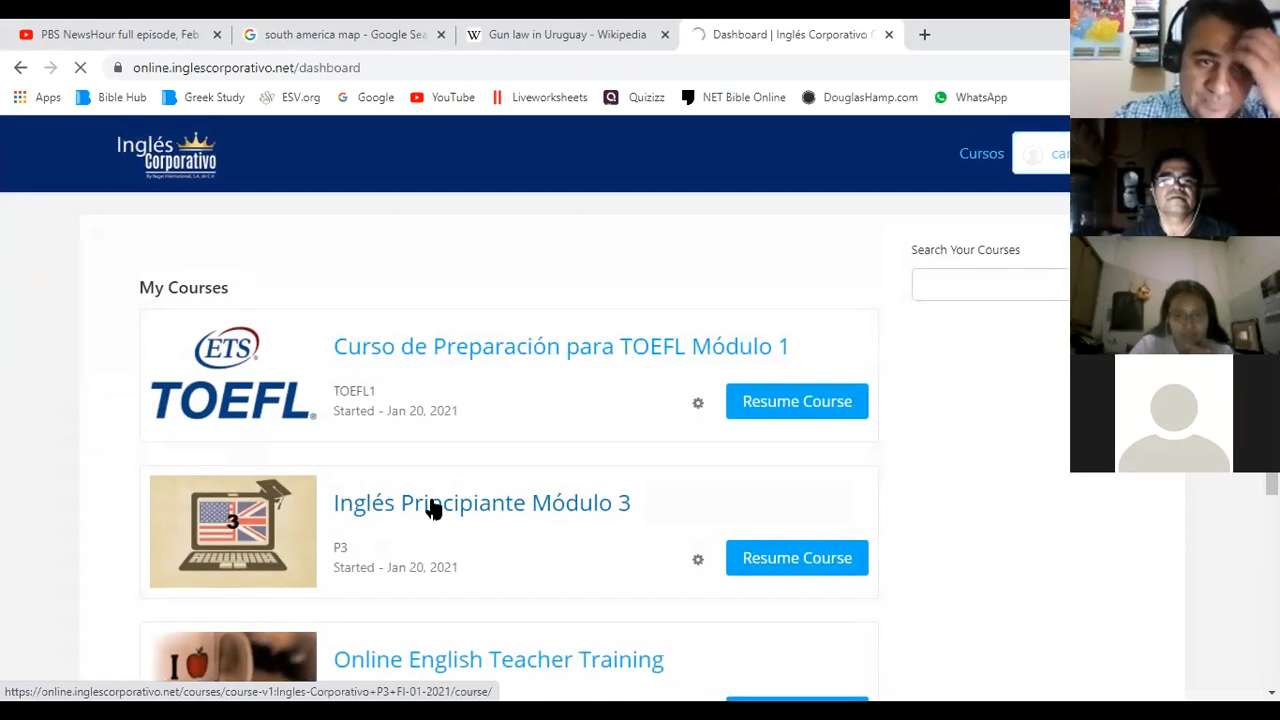 PBS NewsHour full episode, Feb
south america map - Google Se
Gun law in Uruguay - Wikipedia
Dashboard | Inglés Corporativo
online.inglescorporativo.net/dashboard
Apps
Bible Hub
Greek Study
ESV.org
Google
YouTube
Liveworksheets
Quizizz
NET Bible Online
DouglasHamp.com
WhatsApp
Inglés
Corporativo
Cursos
car
Search Your Courses
My Courses
ETS
TOEFL
Curso de Preparación para TOEFL Módulo 1
TOEFL1
Started - Jan 20, 2021
Resume Course
3
Inglés Principiante Módulo 3
P3
Started - Jan 20, 2021
Resume Course
I
Online English Teacher Training
https://online.inglescorporativo.net/courses/course-v1:Ingles-Corporativo+P3+FI-01-2021/course/